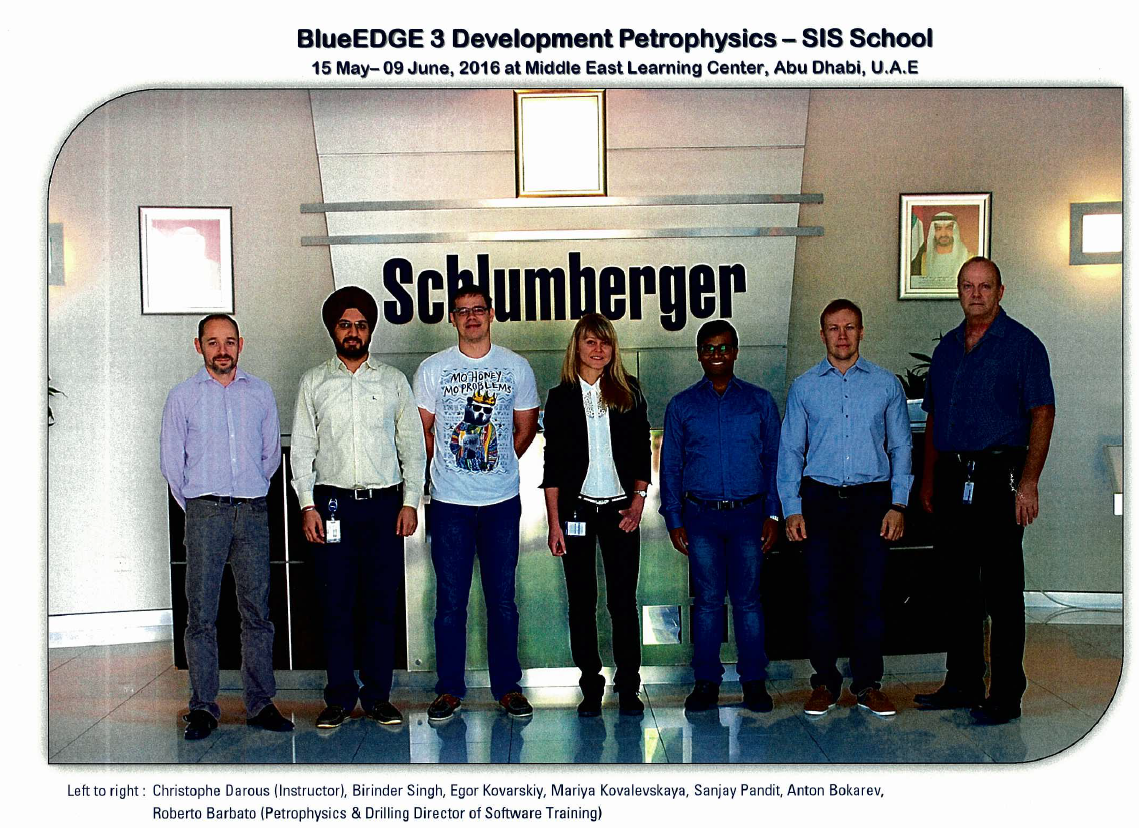 BlueEDGE 3 Development Petrophysics – SIS School
15 May– 09 June, 2016 at Middle East Learning Center, Abu Dhabi, U.A.E
Schlumberger
MO HONEY
MO PROBLEMS
Left to right : Christophe Darous (Instructor), Birinder Singh, Egor Kovarskiy, Mariya Kovalevskaya, Sanjay Pandit, Anton Bokarev,
Roberto Barbato (Petrophysics & Drilling Director of Software Training)